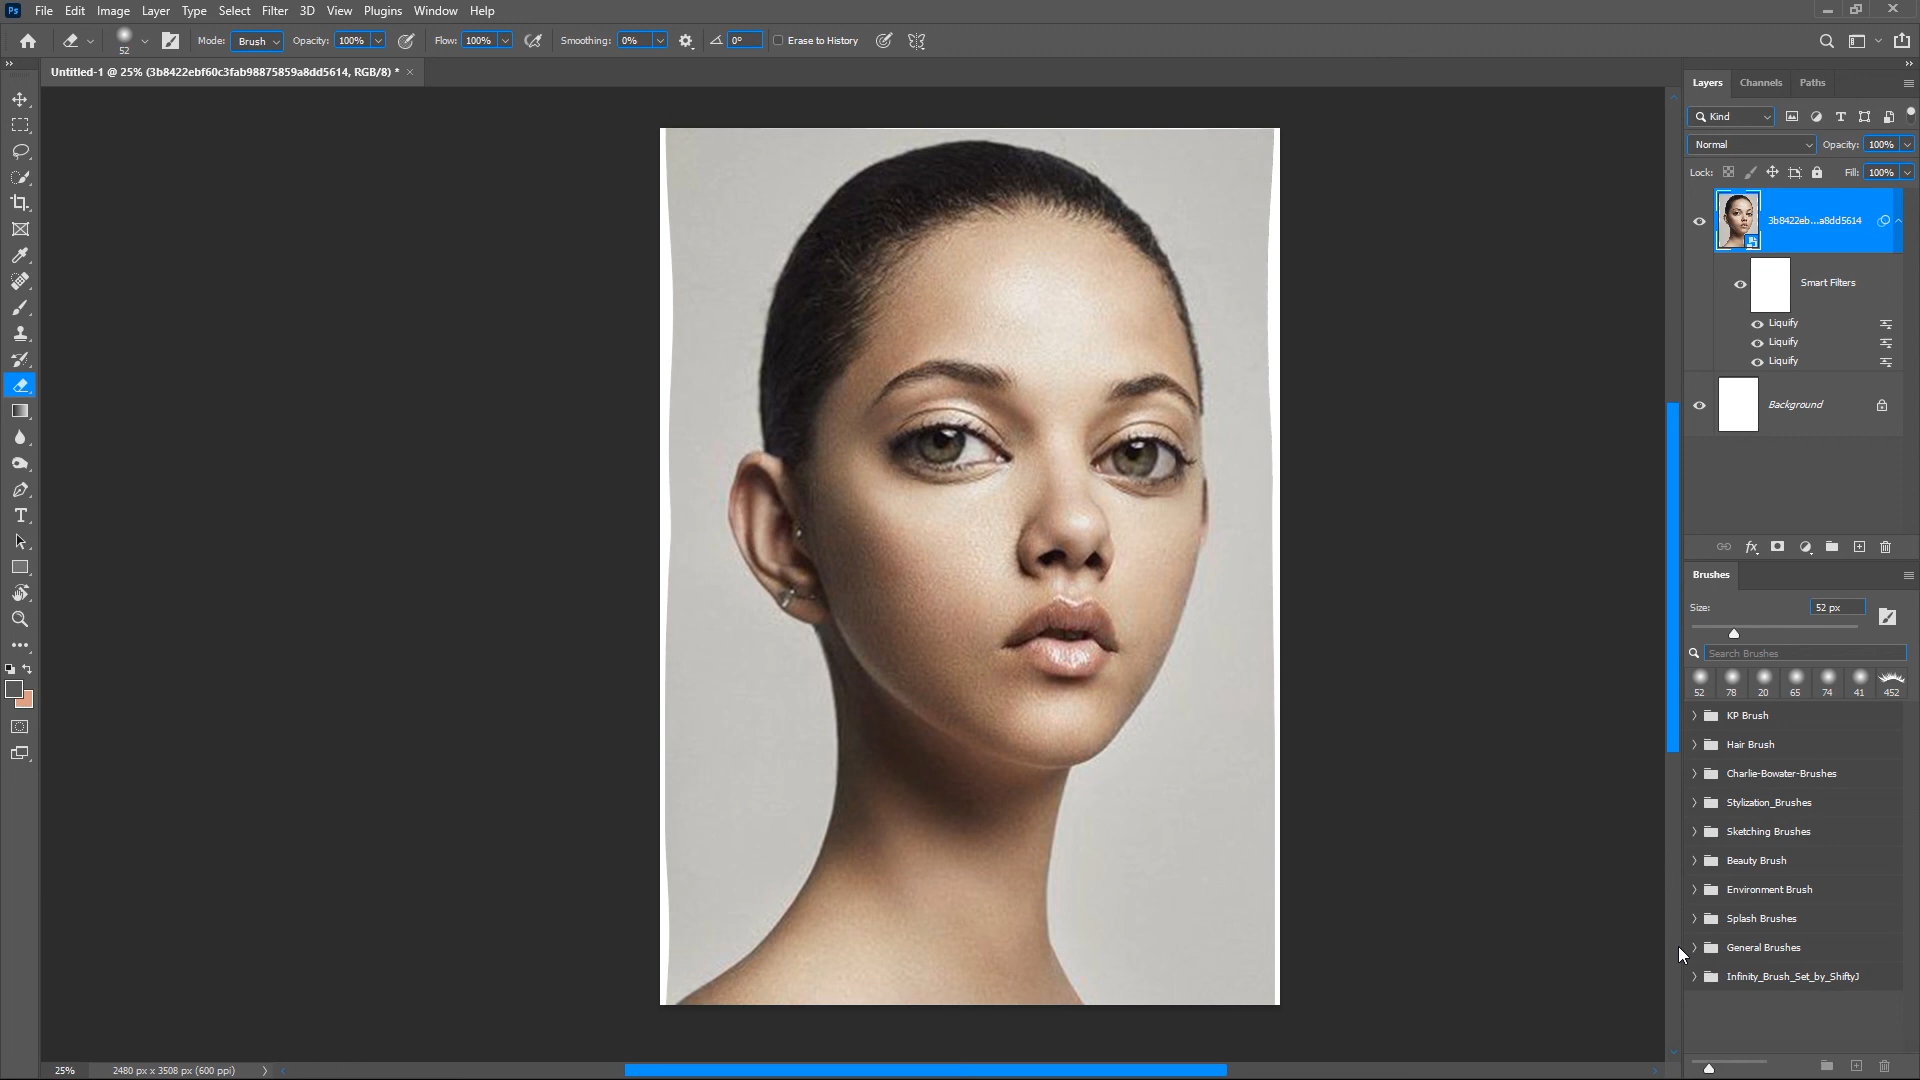 Ps File Edit Image Layer Type Select Filter 3D View Plugins Window Help
52 Mode: Brush Opacity: 100% Flow: 100% Smoothing: 0% 0° Erase to History
Untitled-1 @ 25% (3b8422ebf60c3fab98875859a8dd5614, RGB/8) * ×
Layers Channels Paths
Kind
Normal Opacity: 100%
Lock: Fill: 100%
3b8422eb...a8dd5614
Smart Filters
Liquify
Liquify
Liquify
Background
fx
Brushes
Size: 52 px
Search Brushes
52 78 20 65 74 41 452
KP Brush
Hair Brush
Charlie-Bowater-Brushes
Stylization_Brushes
Sketching Brushes
Beauty Brush
Environment Brush
Splash Brushes
General Brushes
Infinity_Brush_Set_by_ShiftyJ
25% 2480 px x 3508 px (600 ppi)